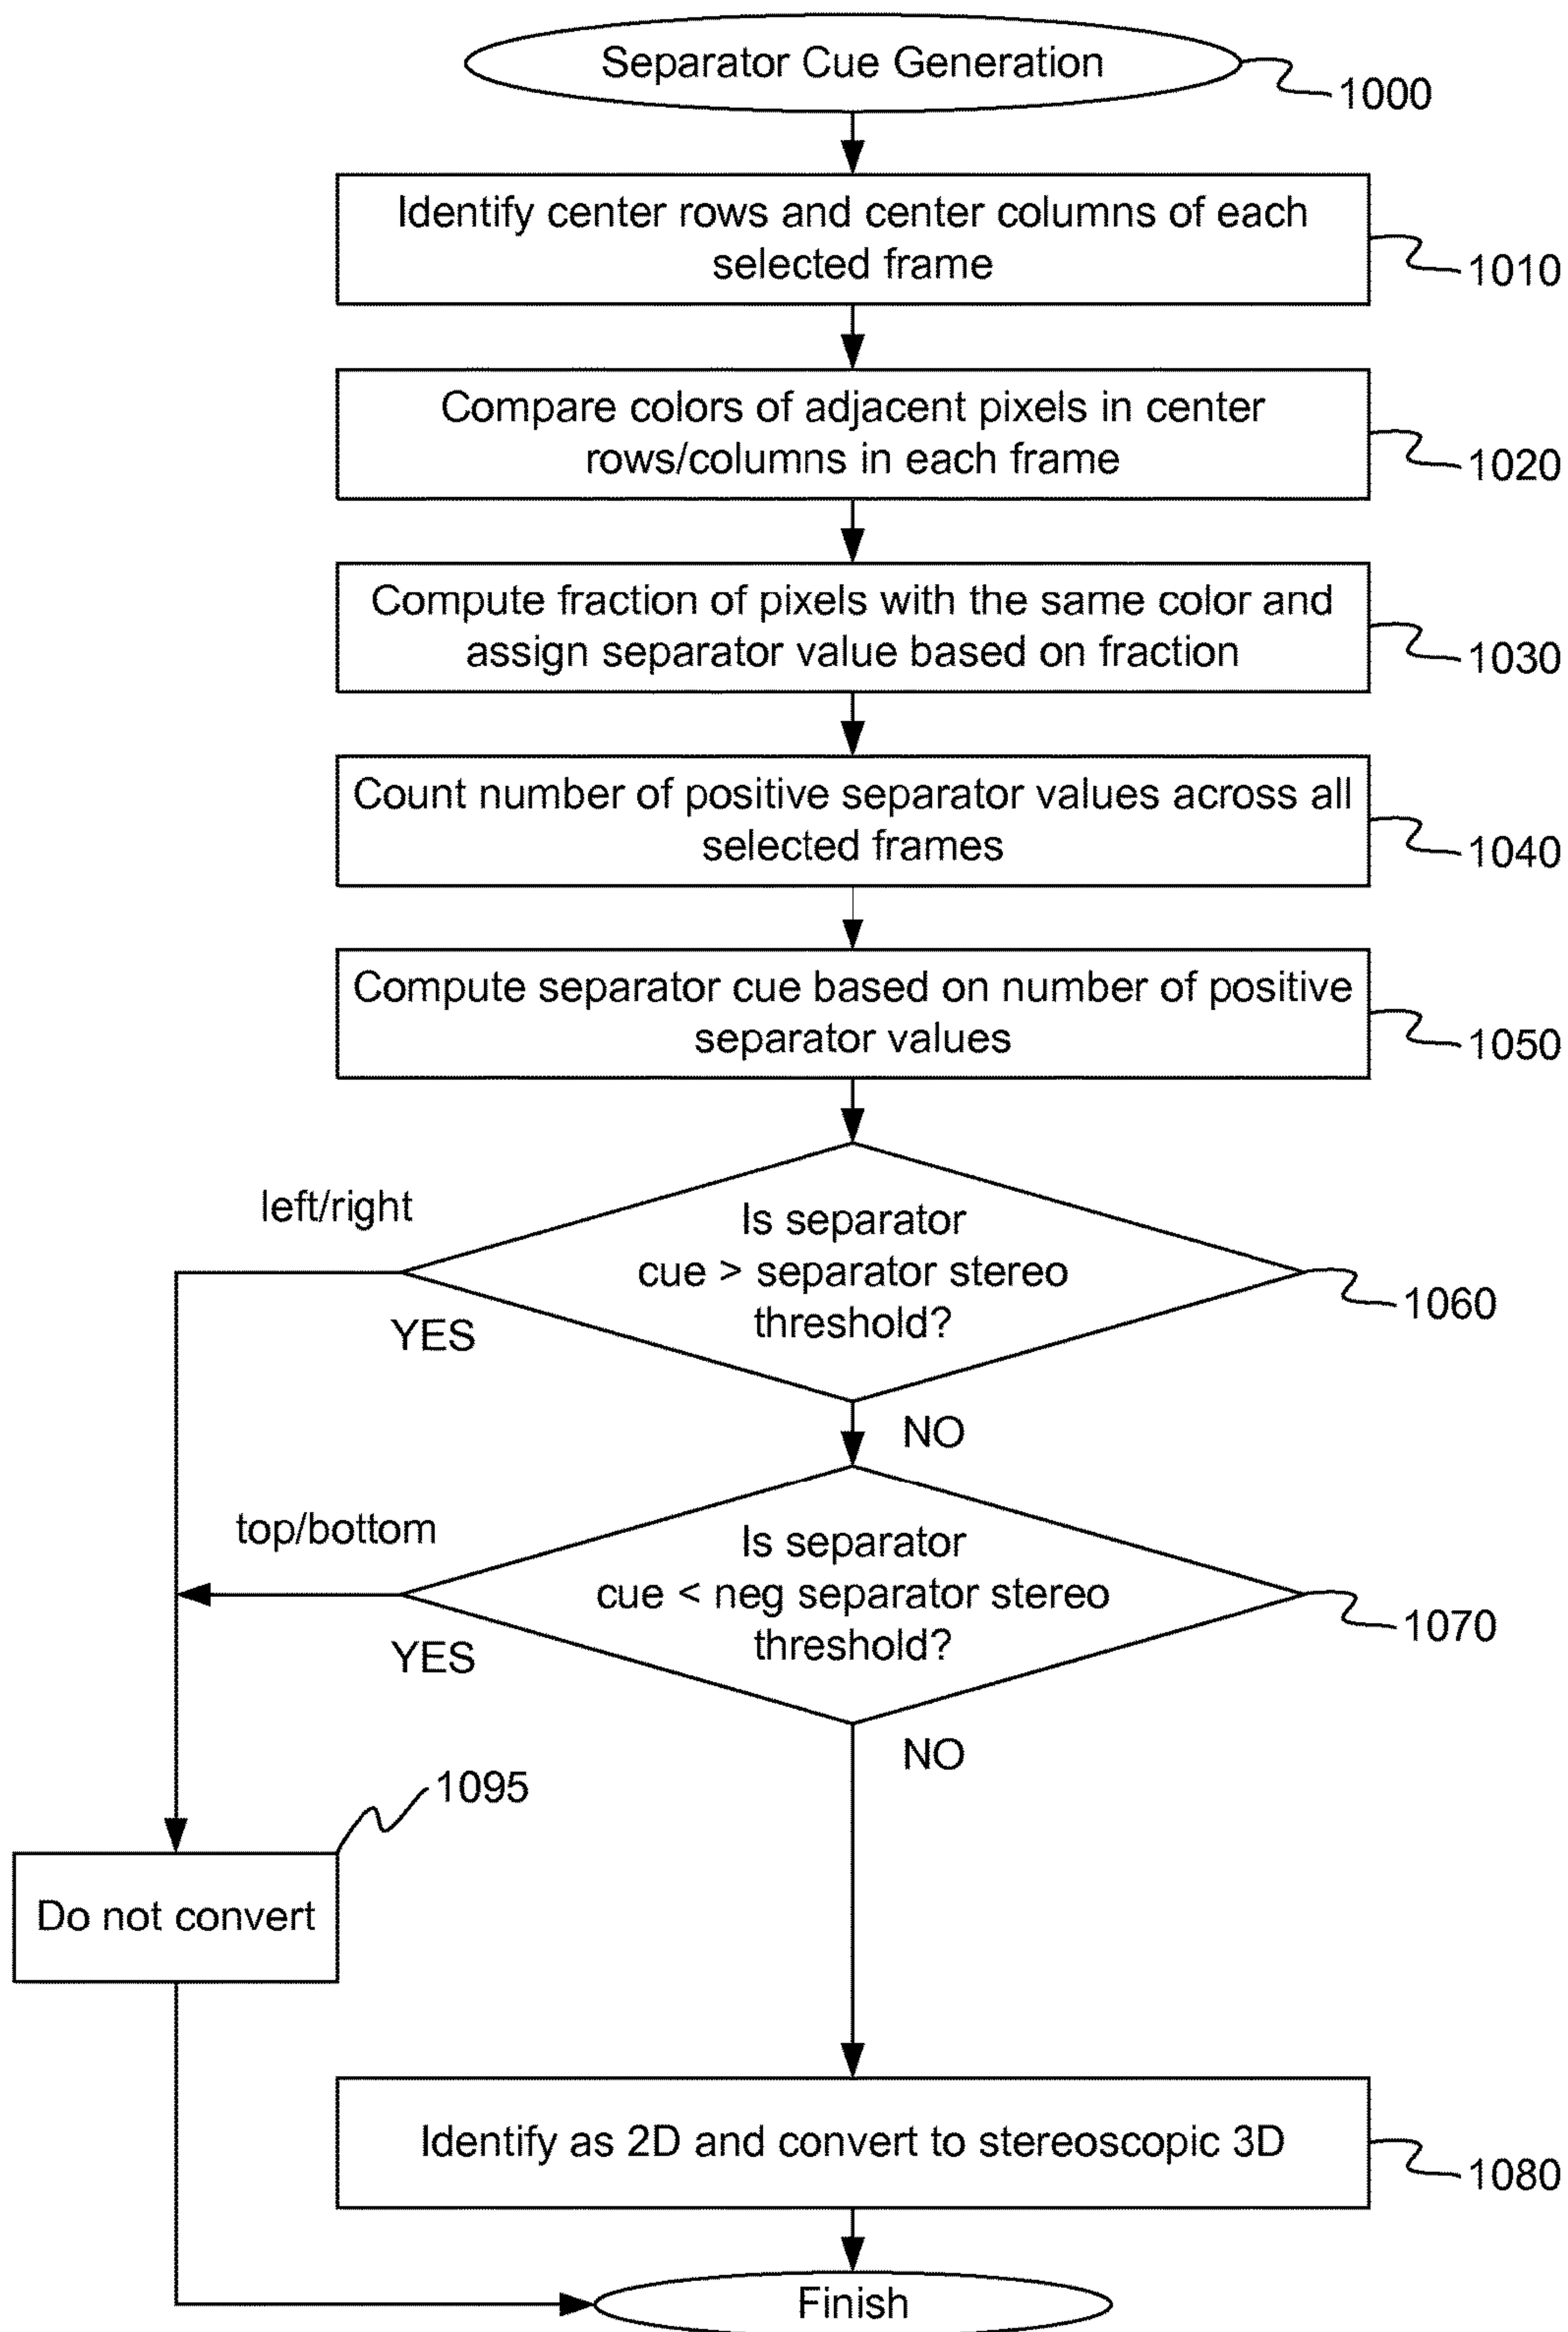 Separator Cue Generation
1000
Identify center rows and center columns of each
selected frame
1010
Compare colors of adjacent pixels in center
rows/columns in each frame
1020
Compute fraction of pixels with the same color and
assign separator value based on fraction
1030
Count number of positive separator values across all
selected frames
1040
Compute separator cue based on number of positive
separator values
1050
left/right
Is separator
cue > separator stereo
threshold?
1060
YES
NO
top/bottom
Is separator
cue < neg separator stereo
threshold?
1070
YES
NO
1095
Do not convert
Identify as 2D and convert to stereoscopic 3D
1080
Finish